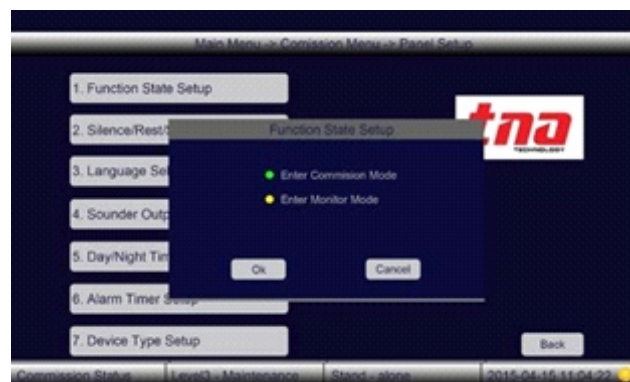 Main Menu -> Comission Menu -> Panel Setup
1. Function State Setup
2. Silence/Rest/
Function State Setup
tna
TECHNOLOGY
3. Language Sel
Enter Commision Mode
4. Sounder Outp
Enter Monitor Mode
5. Day/Night Tim
Ok
Cancel
6. Alarm Timer Setup
7. Device Type Setup
Back
Commission Status
Level3 - Maintenance
Stand - alone
2015-04-15 11:04:22